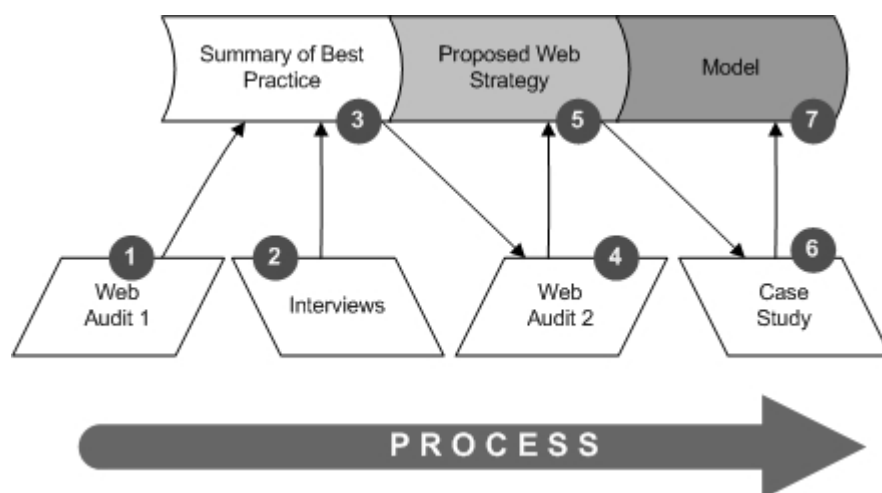 Summary of Best
Practice
Proposed Web
Strategy
Model
3
5
7
1
2
4
6
Web
Audit 1
Interviews
Web
Audit 2
Case
Study
PROCESS